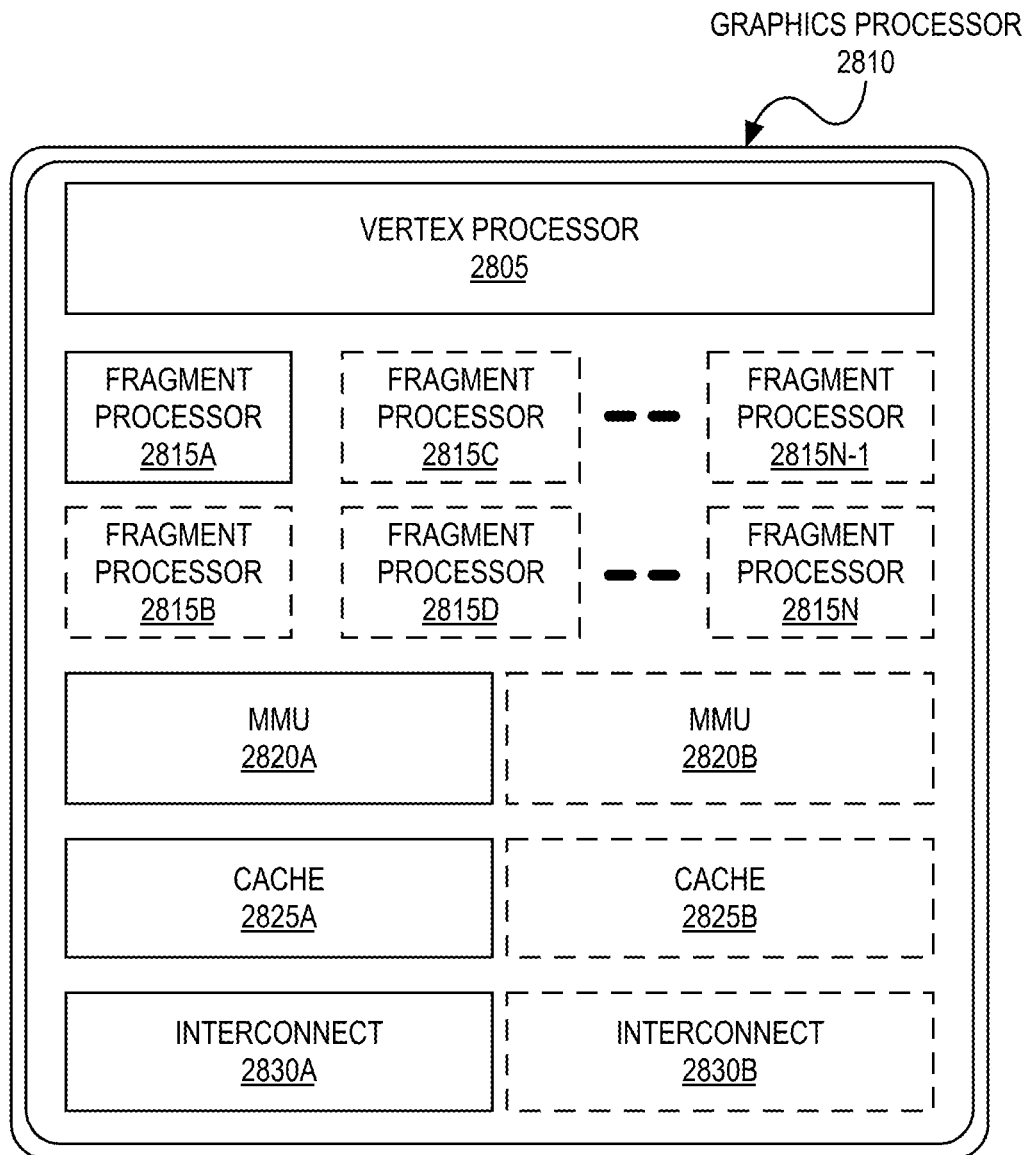 GRAPHICS PROCESSOR
2810
VERTEX PROCESSOR
2805
FRAGMENT
PROCESSOR
2815A
FRAGMENT
PROCESSOR
2815C
FRAGMENT
PROCESSOR
2815N-1
FRAGMENT
PROCESSOR
2815B
FRAGMENT
PROCESSOR
2815D
FRAGMENT
PROCESSOR
2815N
MMU
2820A
MMU
2820B
CACHE
2825A
CACHE
2825B
INTERCONNECT
2830A
INTERCONNECT
2830B